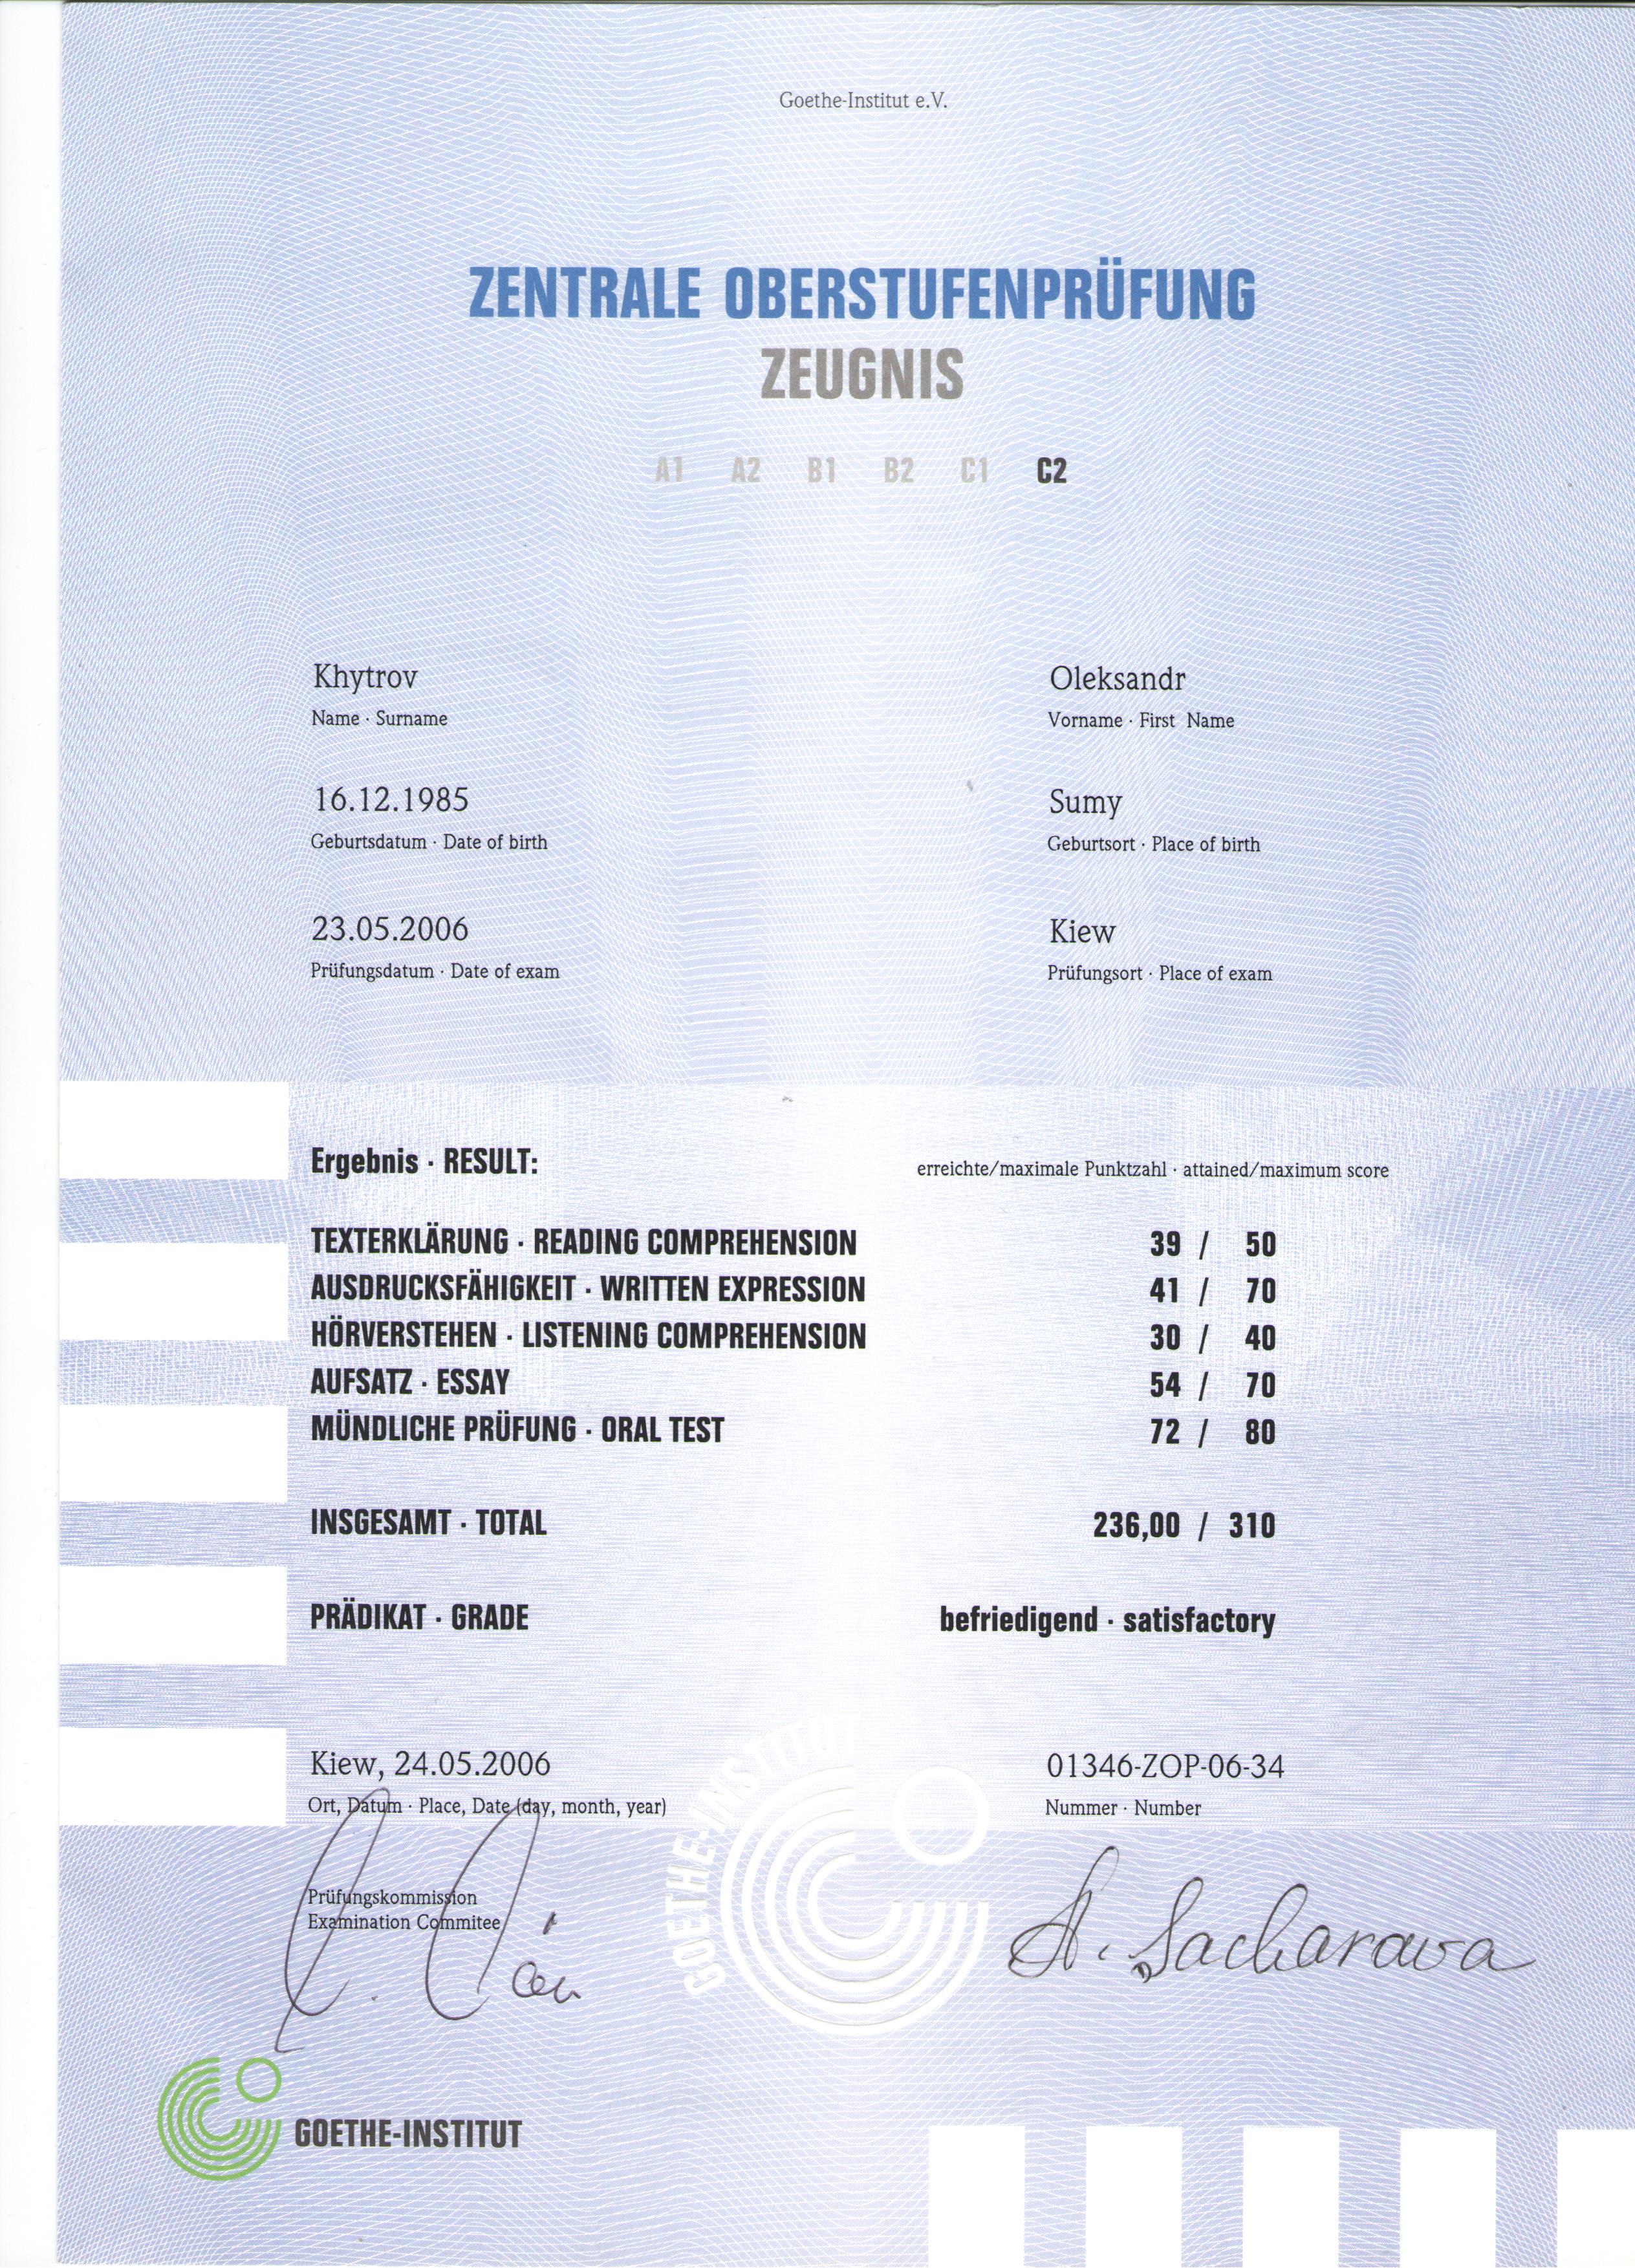 Goethe-Institut e.V.
ZENTRALE OBERSTUFENPRÜFUNG
ZEUGNIS
A1 A2 B1 B2 C1 C2
Khytrov Oleksandr
Name · Surname Vorname · First Name
16.12.1985 Sumy
Geburtsdatum · Date of birth Geburtsort · Place of birth
23.05.2006 Kiew
Prüfungsdatum · Date of exam Prüfungsort · Place of exam
Ergebnis · RESULT: erreichte/maximale Punktzahl · attained/maximum score
TEXTERKLÄRUNG · READING COMPREHENSION 39 / 50
AUSDRUCKSFÄHIGKEIT · WRITTEN EXPRESSION 41 / 70
HÖRVERSTEHEN · LISTENING COMPREHENSION 30 / 40
AUFSATZ · ESSAY 54 / 70
MÜNDLICHE PRÜFUNG · ORAL TEST 72 / 80
INSGESAMT · TOTAL 236,00 / 310
PRÄDIKAT · GRADE befriedigend · satisfactory
Kiew, 24.05.2006 01346-ZOP-06-34
Ort, Datum · Place, Date (day, month, year) Nummer · Number
GOETHE-INSTITUT
Prüfungskommission
Examination Commitee
A. Sacharowa
GOETHE-INSTITUT